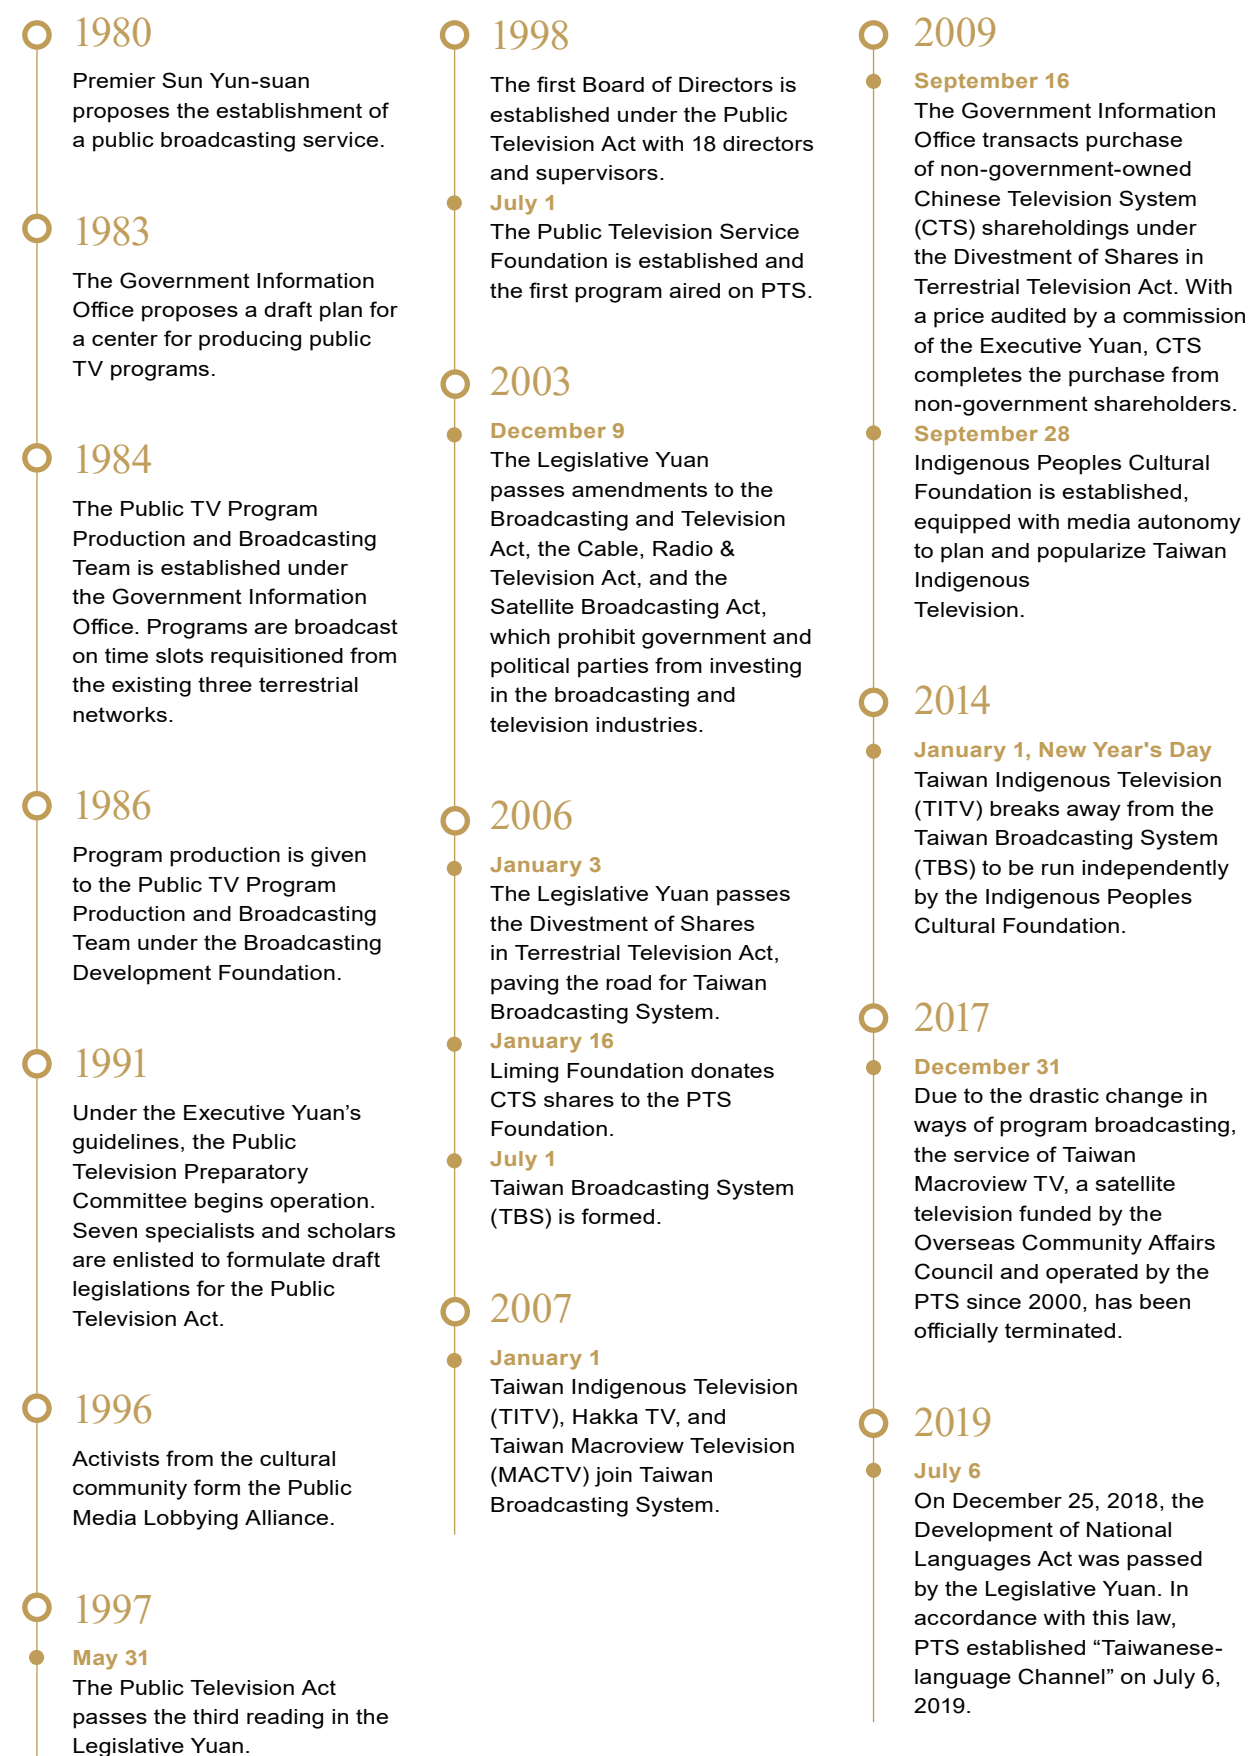 1980
Premier Sun Yun-suan
proposes the establishment of
a public broadcasting service.
1983
The Government Information
Office proposes a draft plan for
a center for producing public
TV programs.
1984
The Public TV Program
Production and Broadcasting
Team is established under
the Government Information
Office. Programs are broadcast
on time slots requisitioned from
the existing three terrestrial
networks.
1986
Program production is given
to the Public TV Program
Production and Broadcasting
Team under the Broadcasting
Development Foundation.
1991
Under the Executive Yuan’s
guidelines, the Public
Television Preparatory
Committee begins operation.
Seven specialists and scholars
are enlisted to formulate draft
legislations for the Public
Television Act.
1996
Activists from the cultural
community form the Public
Media Lobbying Alliance.
1997
May 31
The Public Television Act
passes the third reading in the
Legislative Yuan.
1998
The first Board of Directors is
established under the Public
Television Act with 18 directors
and supervisors.
July 1
The Public Television Service
Foundation is established and
the first program aired on PTS.
2003
December 9
The Legislative Yuan
passes amendments to the
Broadcasting and Television
Act, the Cable, Radio &
Television Act, and the
Satellite Broadcasting Act,
which prohibit government and
political parties from investing
in the broadcasting and
television industries.
2006
January 3
The Legislative Yuan passes
the Divestment of Shares
in Terrestrial Television Act,
paving the road for Taiwan
Broadcasting System.
January 16
Liming Foundation donates
CTS shares to the PTS
Foundation.
July 1
Taiwan Broadcasting System
(TBS) is formed.
2007
January 1
Taiwan Indigenous Television
(TITV), Hakka TV, and
Taiwan Macroview Television
(MACTV) join Taiwan
Broadcasting System.
2009
September 16
The Government Information
Office transacts purchase
of non-government-owned
Chinese Television System
(CTS) shareholdings under
the Divestment of Shares in
Terrestrial Television Act. With
a price audited by a commission
of the Executive Yuan, CTS
completes the purchase from
non-government shareholders.
September 28
Indigenous Peoples Cultural
Foundation is established,
equipped with media autonomy
to plan and popularize Taiwan
Indigenous
Television.
2014
January 1, New Year's Day
Taiwan Indigenous Television
(TITV) breaks away from the
Taiwan Broadcasting System
(TBS) to be run independently
by the Indigenous Peoples
Cultural Foundation.
2017
December 31
Due to the drastic change in
ways of program broadcasting,
the service of Taiwan
Macroview TV, a satellite
television funded by the
Overseas Community Affairs
Council and operated by the
PTS since 2000, has been
officially terminated.
2019
July 6
On December 25, 2018, the
Development of National
Languages Act was passed
by the Legislative Yuan. In
accordance with this law,
PTS established “Taiwanese-
language Channel” on July 6,
2019.